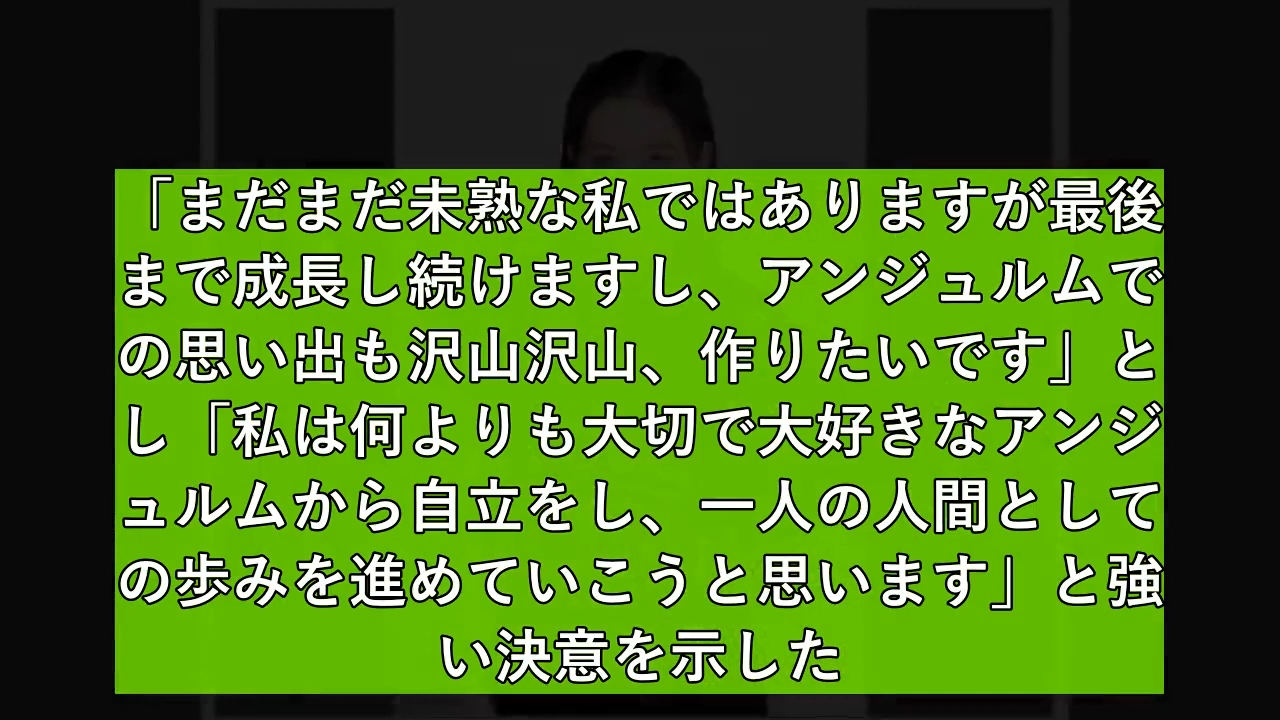 「まだまだ未熟な私ではありますが最後
まで成長し続けますし、アンジュルムで
の思い出も沢山沢山、作りたいです」と
し「私は何よりも大切で大好きなアンジ
ュルムから自立をし、一人の人間として
の歩みを進めていこうと思います」と強
い決意を示した